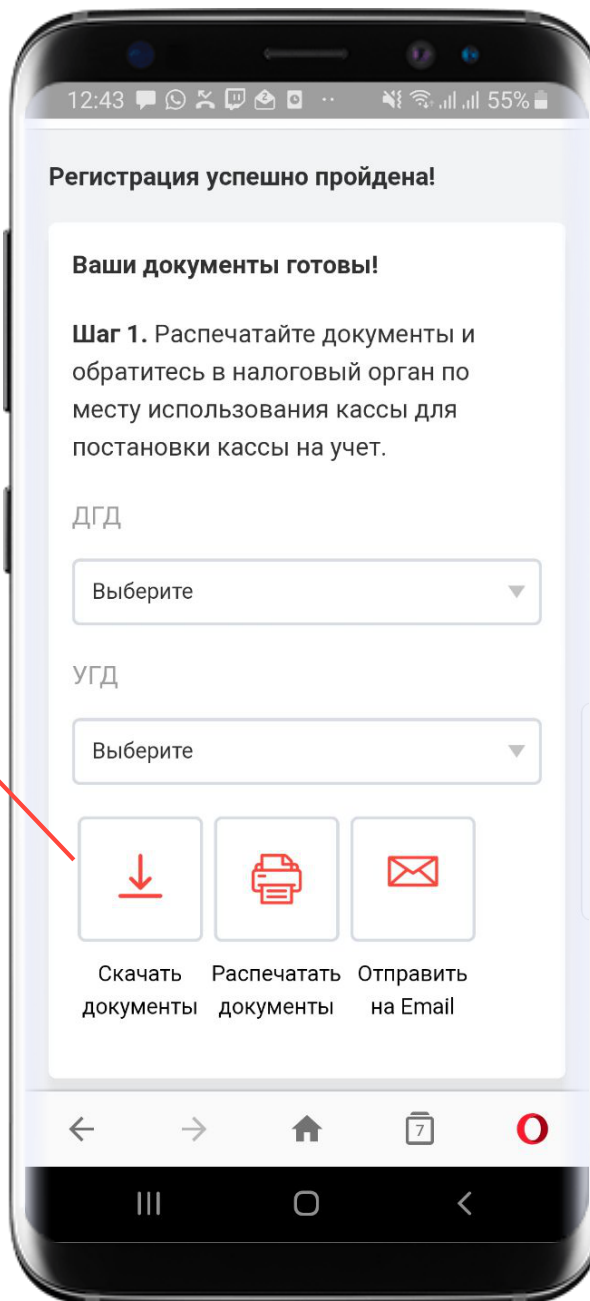 12:43
55%
Регистрация успешно пройдена!
Ваши документы готовы!
Шаг 1. Распечатайте документы и
обратитесь в налоговый орган по
месту использования кассы для
постановки кассы на учет.
ДГД
Выберите
УГД
Выберите
Скачать
документы
Распечатать
документы
Отправить
на Email
7